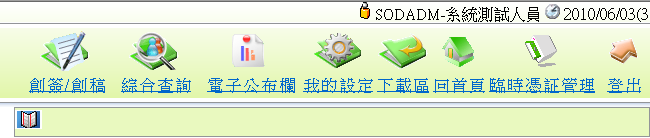 SODADM-系統測試人員 2010/06/03(3
創簽/創稿 綜合查詢 電子公布欄 我的設定 下載區 回首頁 臨時憑証管理 登出